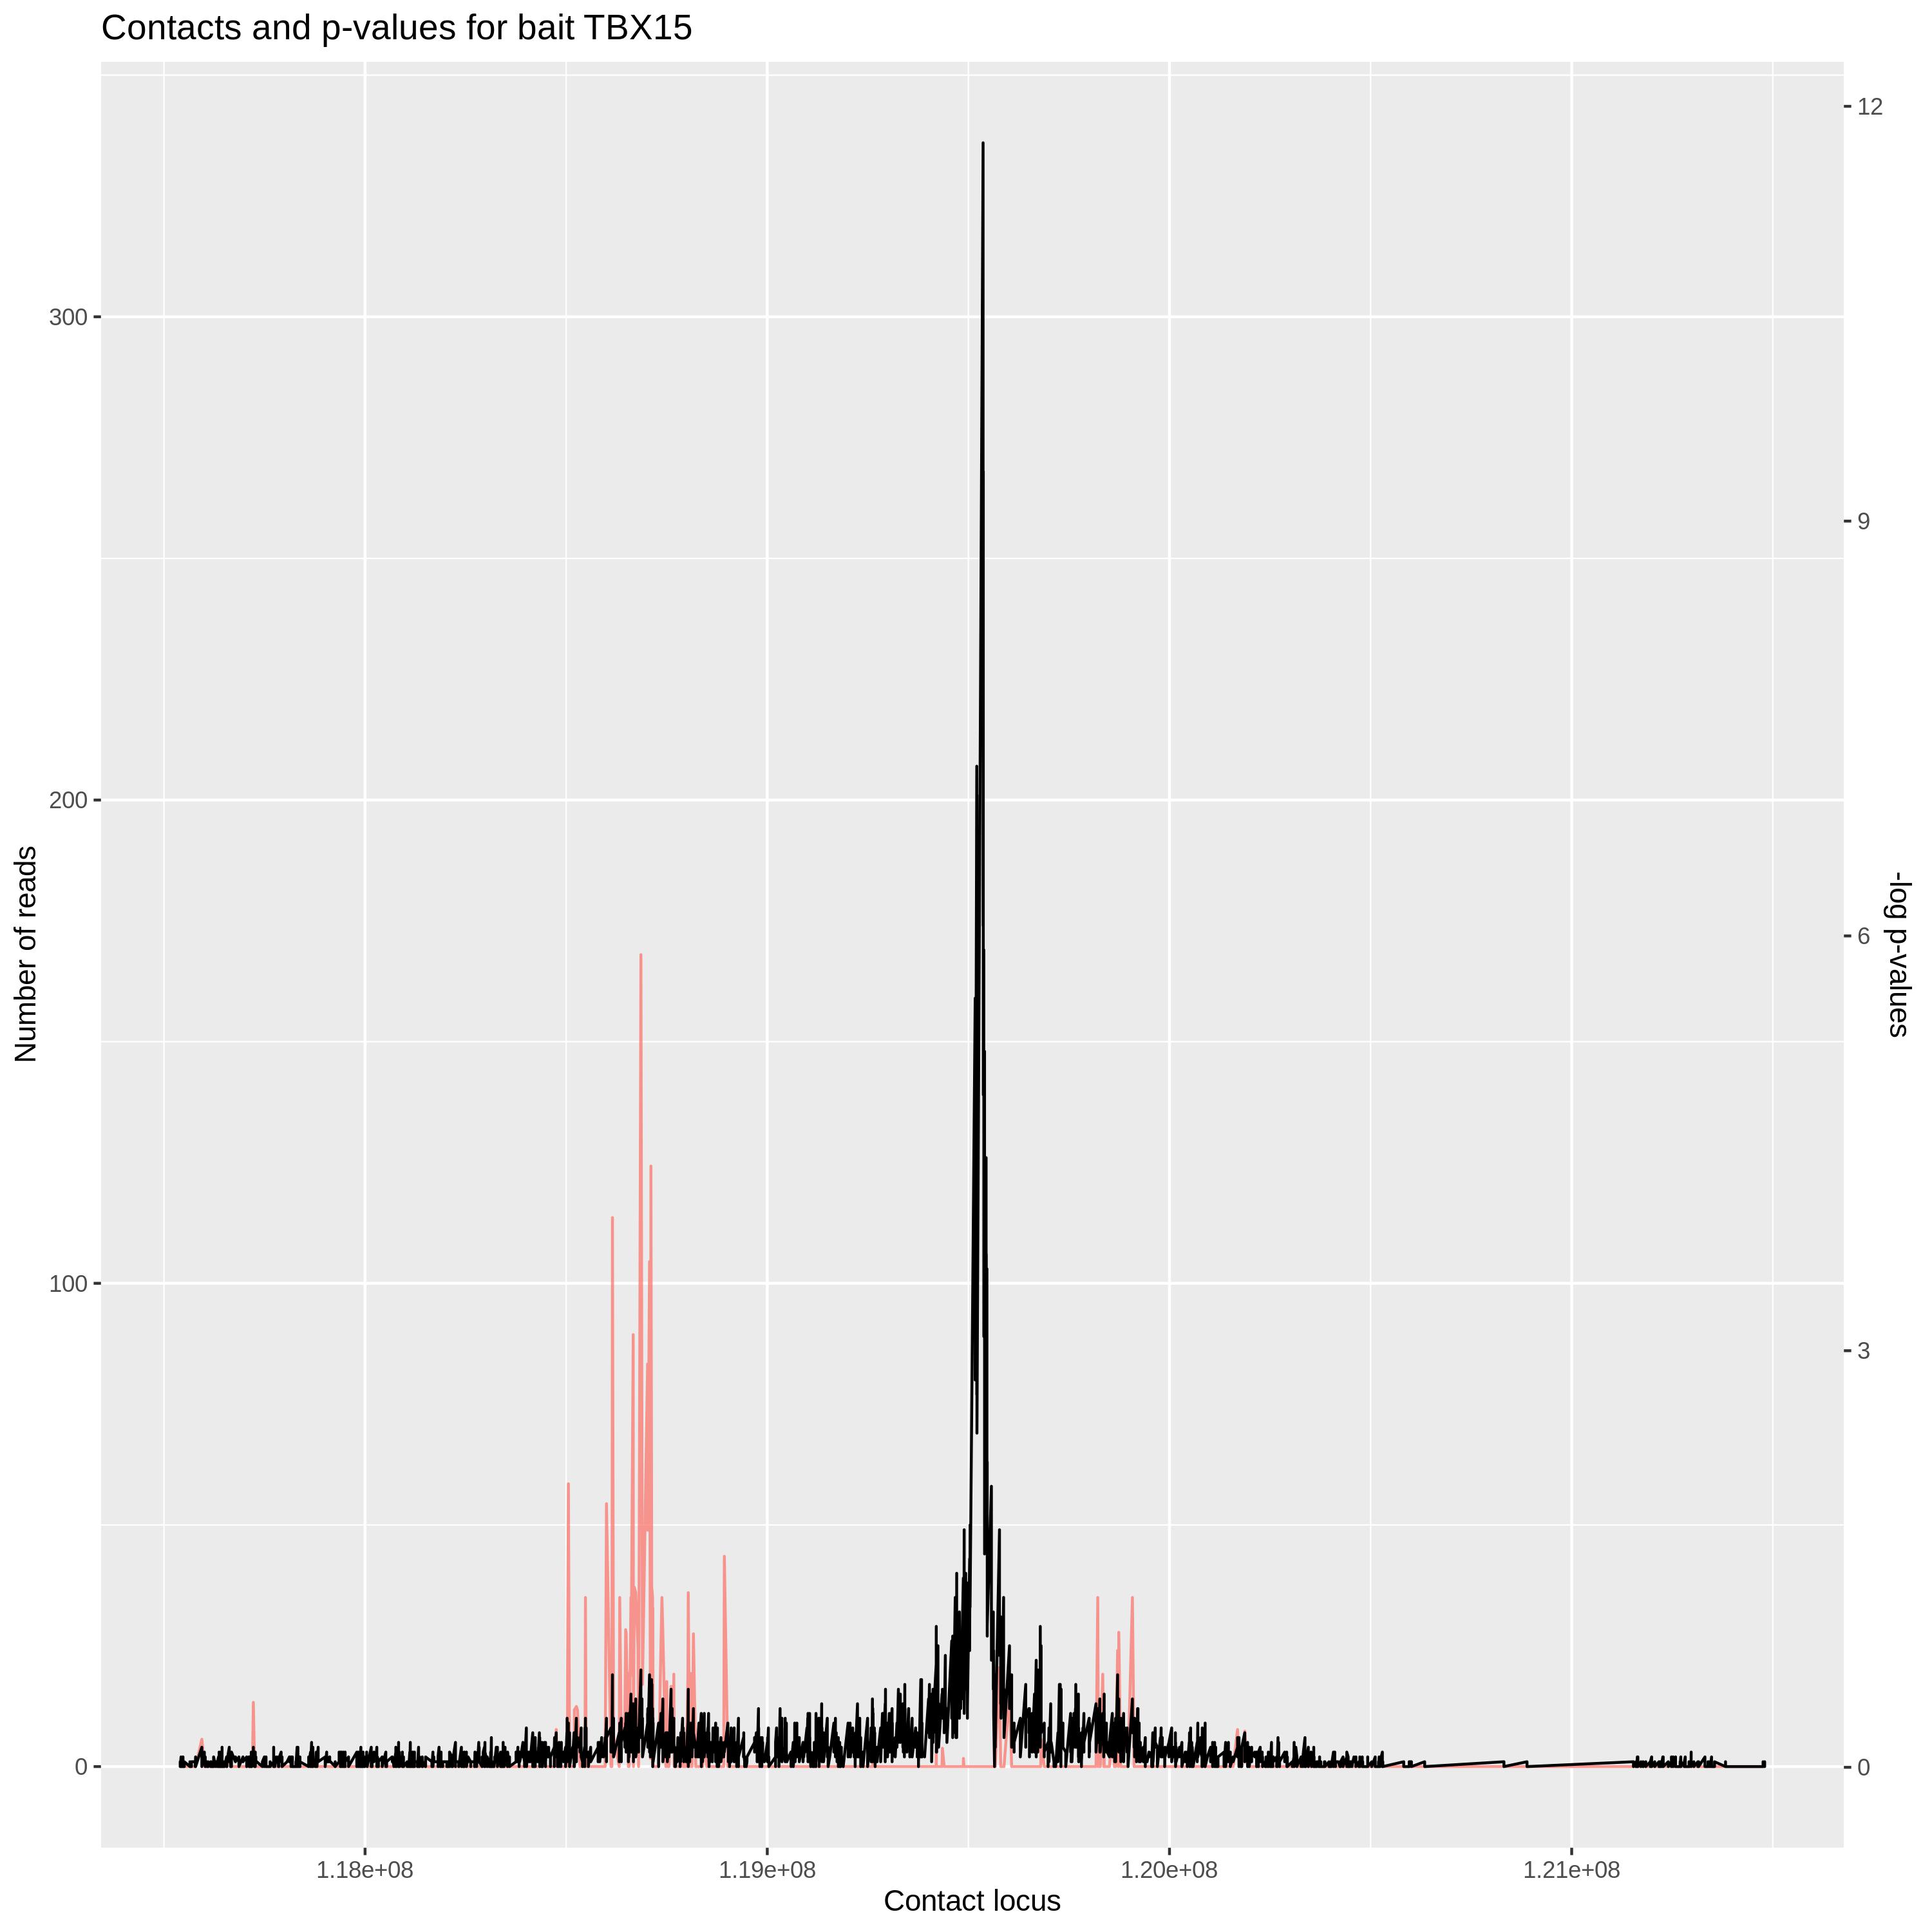 Contacts and p-values for bait TBX15
12
300
9
200
6
Number of reads
-log p-values
100
3
0
0
1.18e+08
1.19e+08
1.20e+08
1.21e+08
Contact locus